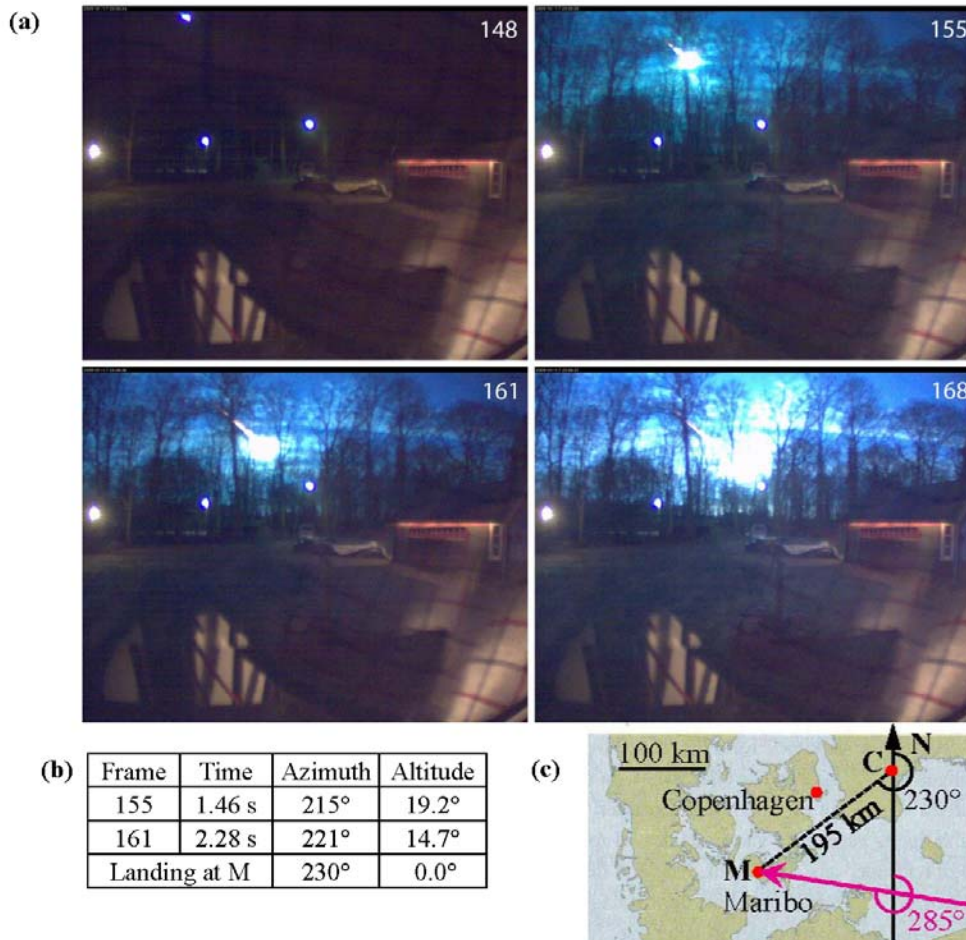 (a)
148
155
161
168
(b)
Frame Time Azimuth Altitude
155 1.46 s 215° 19.2°
161 2.28 s 221° 14.7°
Landing at M 230° 0.0°
(c)
100 km
N
C
Copenhagen
230°
195 km
M
Maribo
285°